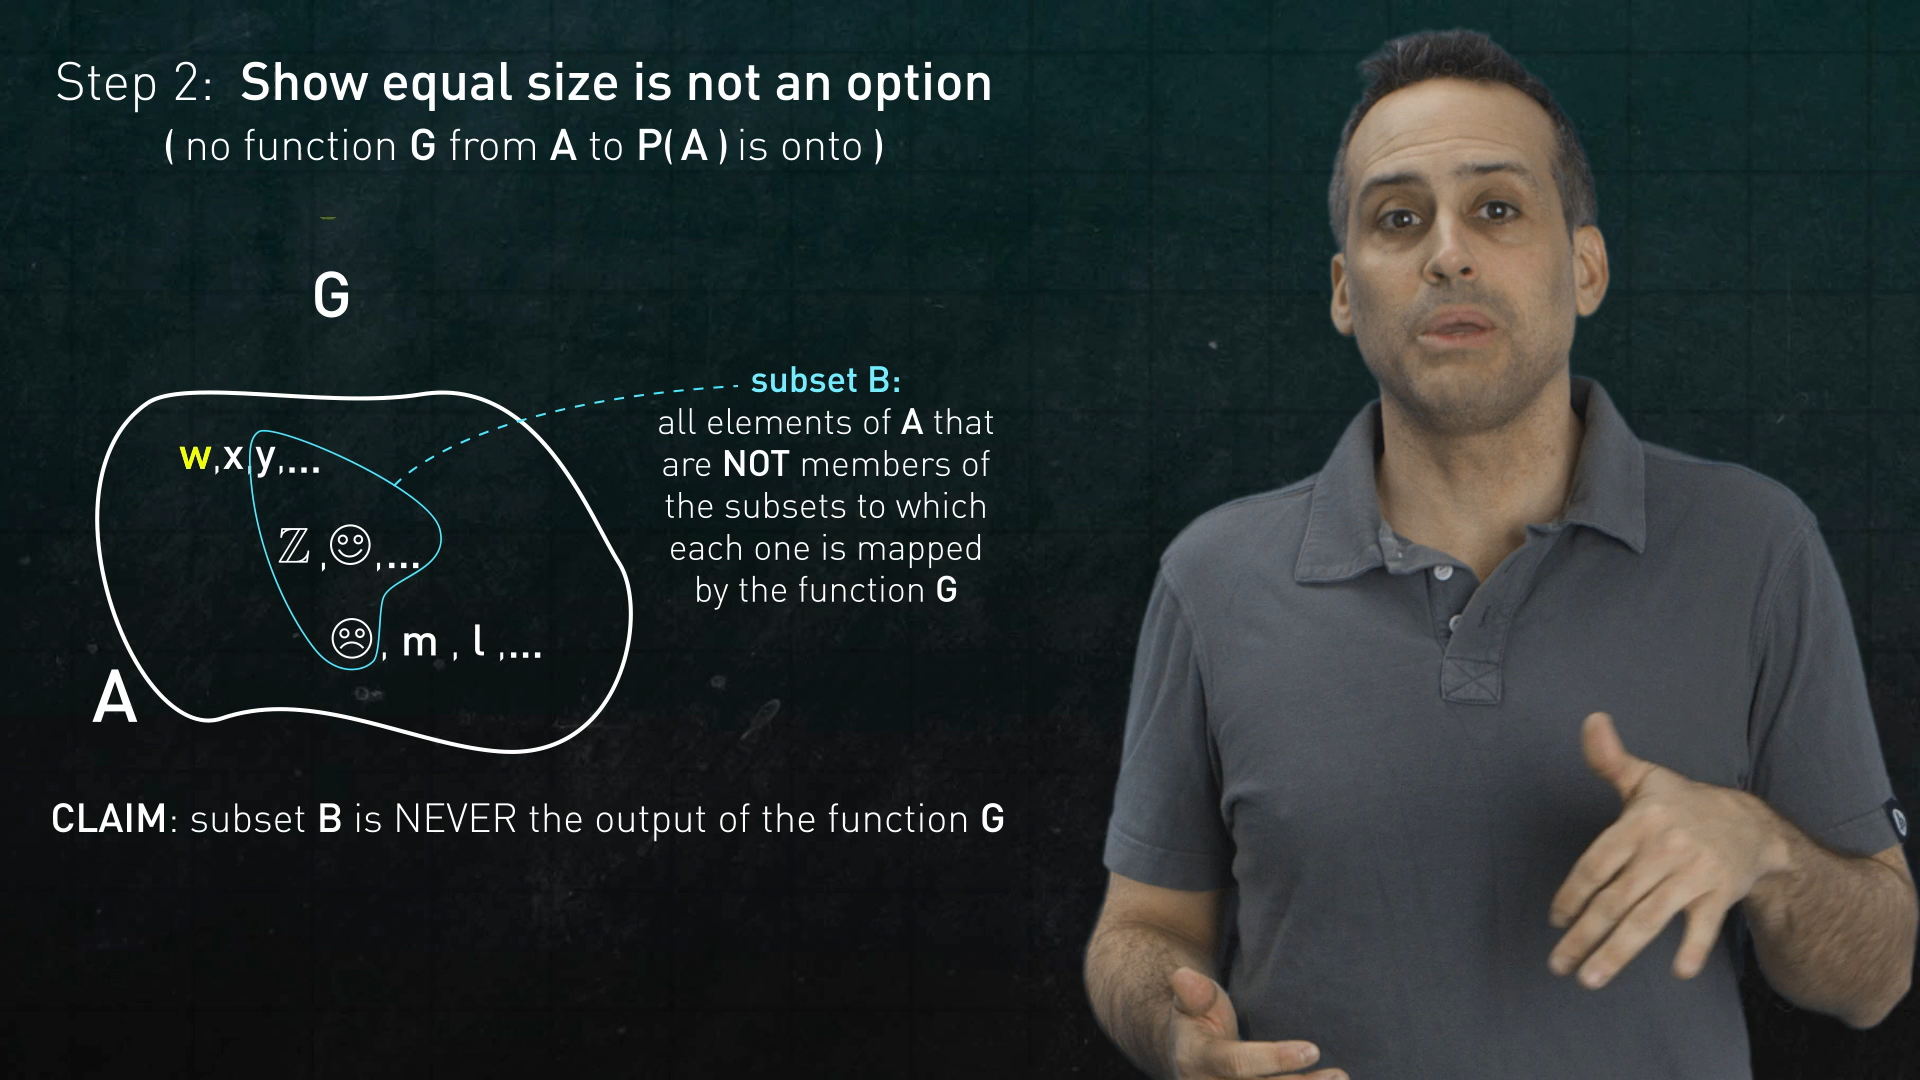 Step 2: Show equal size is not an option
( no function G from A to P( A ) is onto )
G
subset B:
all elements of A that
are NOT members of
the subsets to which
each one is mapped
by the function G
w,x,y,...
ℤ ,☺,...
☹, m , l ,...
A
CLAIM: subset B is NEVER the output of the function G